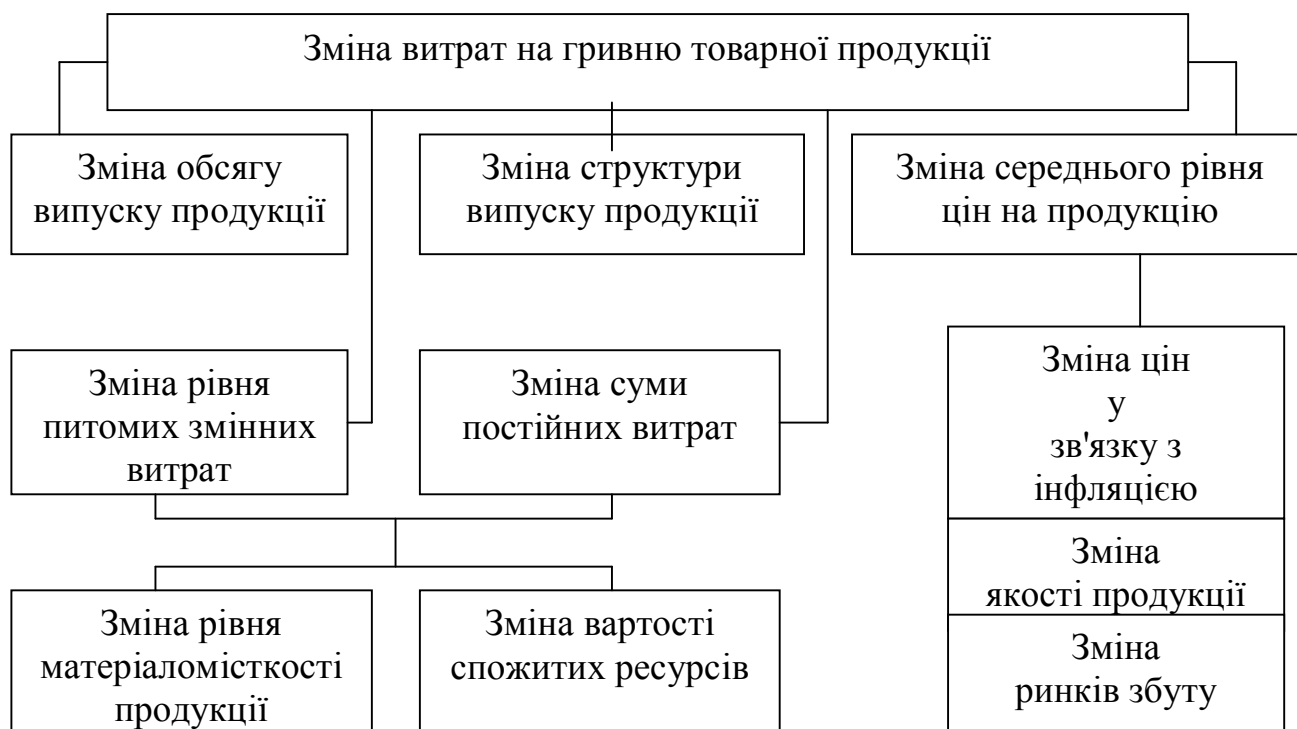 Зміна витрат на гривню товарної продукції
Зміна обсягу
випуску продукції
Зміна структури
випуску продукції
Зміна середнього рівня
цін на продукцію
Зміна рівня
питомих змінних
витрат
Зміна суми
постійних витрат
Зміна цін
у
зв'язку з
інфляцією
Зміна
якості продукції
Зміна рівня
матеріаломісткості
продукції
Зміна вартості
спожитих ресурсів
Зміна
ринків збуту